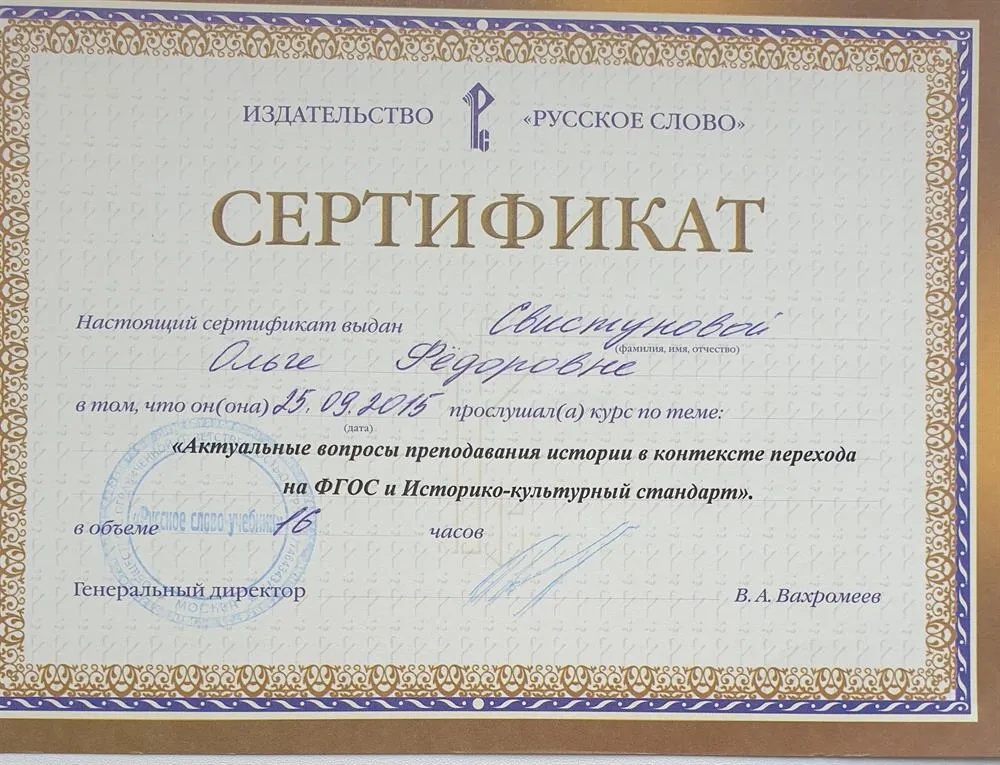 ИЗДАТЕЛЬСТВО «РУССКОЕ СЛОВО»
СЕРТИФИКАТ
Настоящий сертификат выдан Свистуновой
(фамилия, имя, отчество)
Ольге Фёдоровне
в том, что он(она) 25.09.2015 прослушал(а) курс по теме:
(дата)
«Актуальные вопросы преподавания истории в контексте перехода
на ФГОС и Историко-культурный стандарт».
в объеме 16 часов
«Русское слово-учебник»
Генеральный директор В. А. Вахромеев
МОСКВА